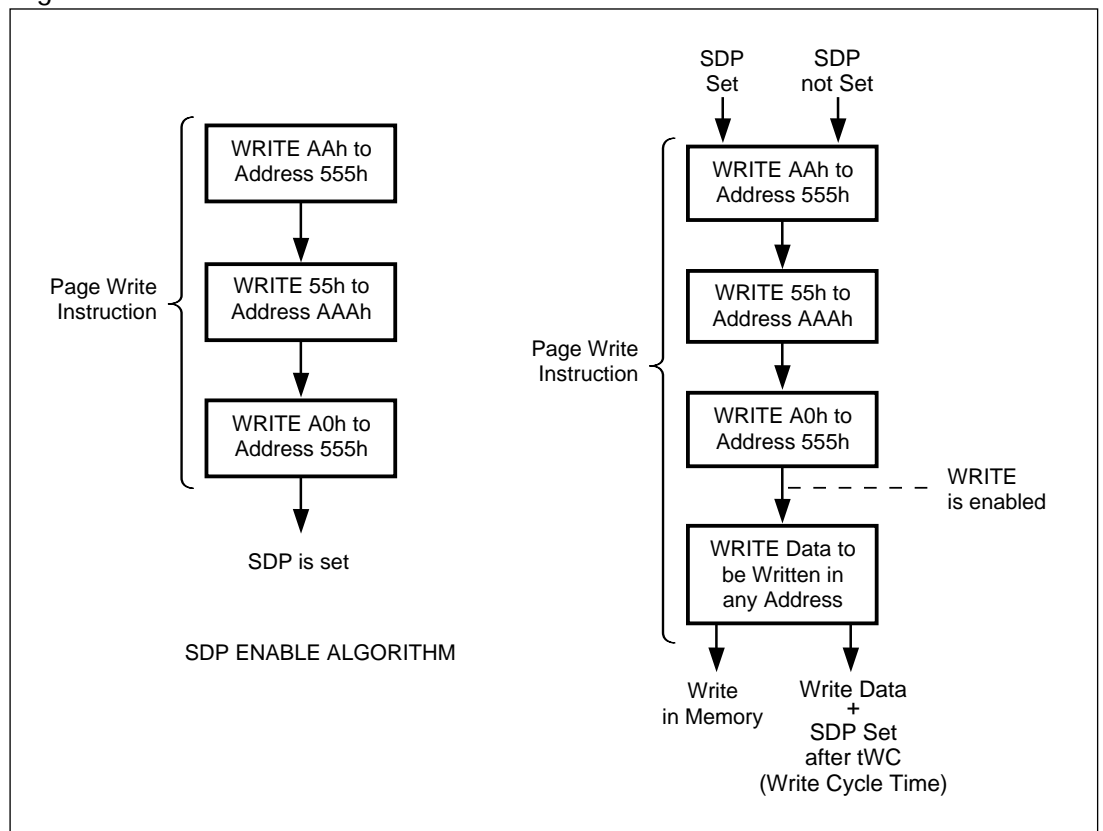 WRITE AAh to
Address 555h
Page Write
Instruction
WRITE 55h to
Address AAAh
WRITE A0h to
Address 555h
SDP is set
SDP ENABLE ALGORITHM
SDP
Set
SDP
not Set
WRITE AAh to
Address 555h
WRITE 55h to
Address AAAh
Page Write
Instruction
WRITE A0h to
Address 555h
WRITE
is enabled
WRITE Data to
be Written in
any Address
Write
in Memory
Write Data
+
SDP Set
after tWC
(Write Cycle Time)